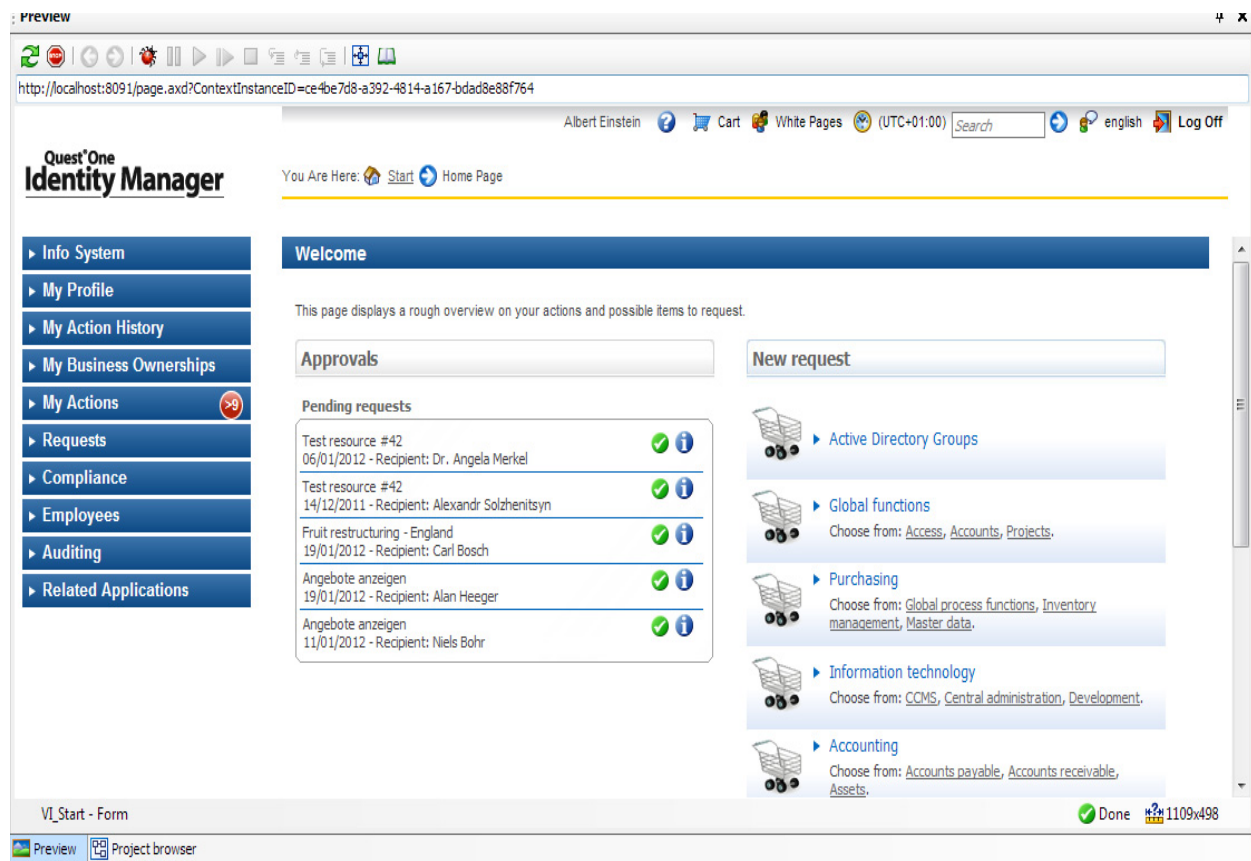 Preview
http://localhost:8091/page.axd?ContextInstanceID=ce4be7d8-a392-4814-a167-bdad8e88f764
Albert Einstein Cart White Pages (UTC+01:00) Search english Log Off
Quest One
Identity Manager
You Are Here: Start Home Page
Info System
My Profile
My Action History
My Business Ownerships
My Actions >9
Requests
Compliance
Employees
Auditing
Related Applications
Welcome
This page displays a rough overview on your actions and possible items to request.
Approvals
Pending requests
Test resource #42
06/01/2012 - Recipient: Dr. Angela Merkel
Test resource #42
14/12/2011 - Recipient: Alexandr Solzhenitsyn
Fruit restructuring - England
19/01/2012 - Recipient: Carl Bosch
Angebote anzeigen
19/01/2012 - Recipient: Alan Heeger
Angebote anzeigen
11/01/2012 - Recipient: Niels Bohr
New request
Active Directory Groups
Global functions
Choose from: Access, Accounts, Projects.
Purchasing
Choose from: Global process functions, Inventory
management, Master data.
Information technology
Choose from: CCMS, Central administration, Development.
Accounting
Choose from: Accounts payable, Accounts receivable,
Assets.
VI_Start - Form
Done 1109x498
Preview Project browser